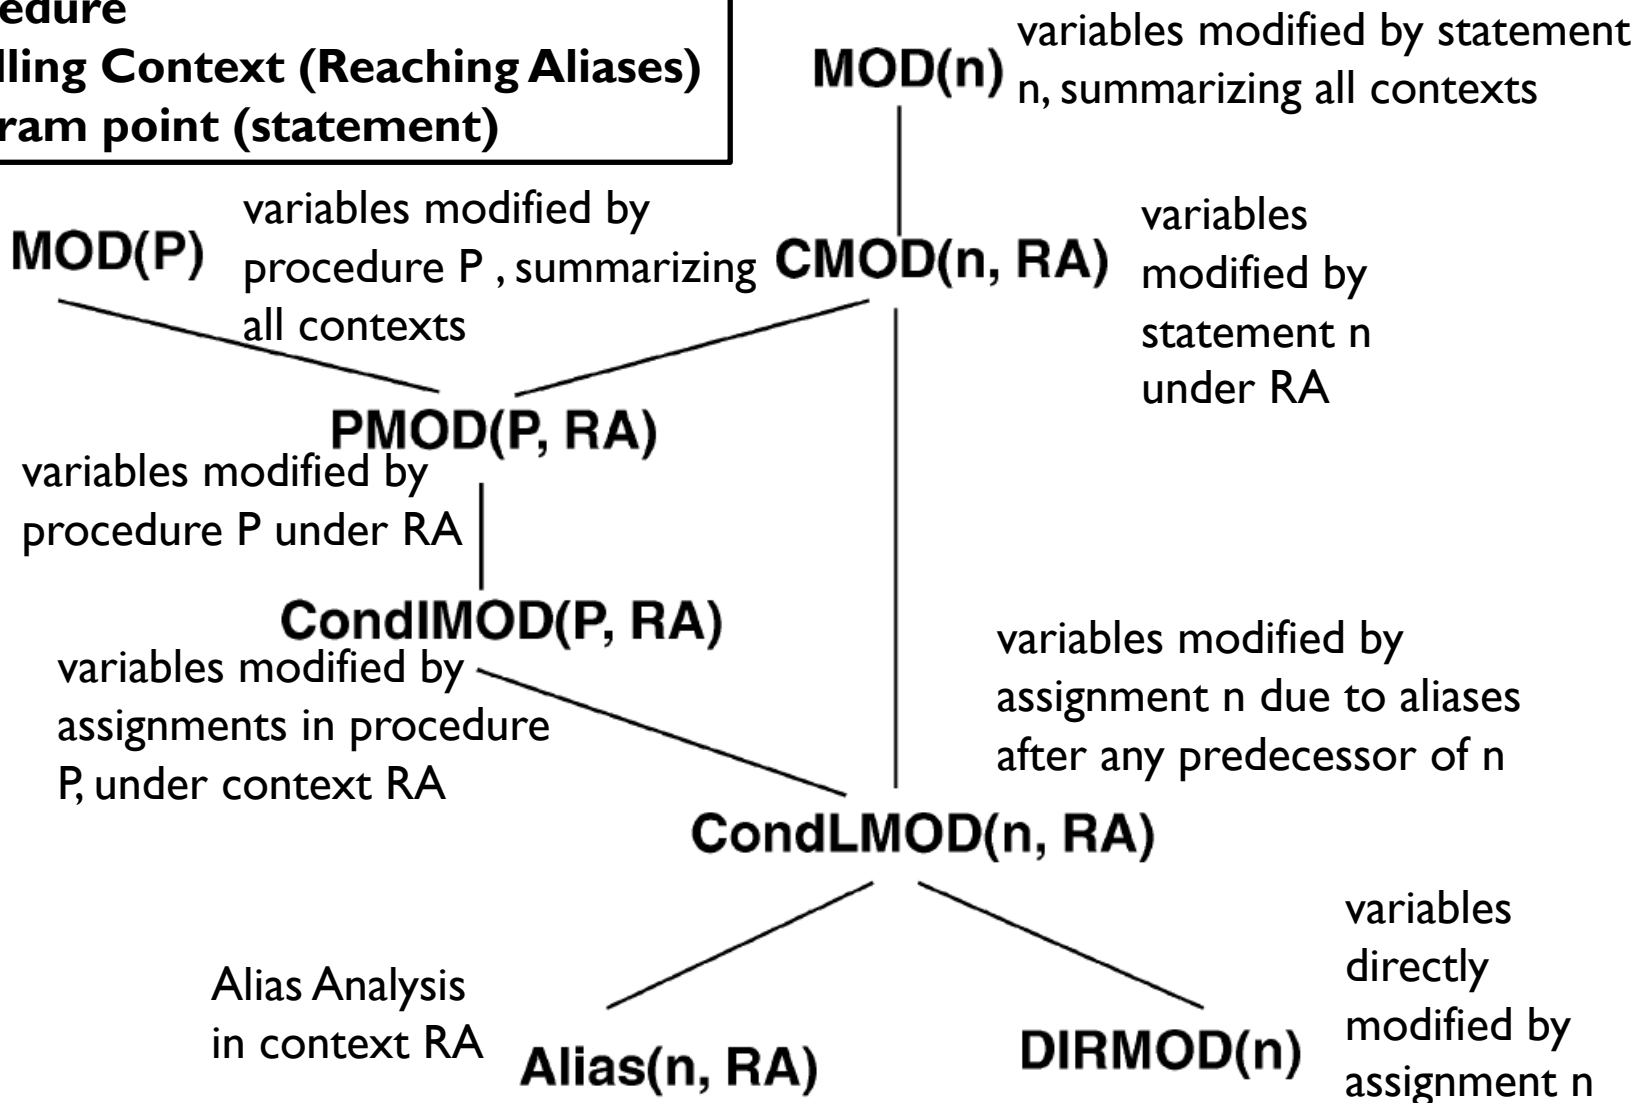 lling Context (Reaching Aliases)
ram point (statement)
MOD(n)
variables modified by statement
n, summarizing all contexts
MOD(P)
variables modified by
procedure P , summarizing
all contexts
CMOD(n, RA)
variables
modified by
statement n
under RA
PMOD(P, RA)
variables modified by
procedure P under RA
CondIMOD(P, RA)
variables modified by
assignments in procedure
P, under context RA
variables modified by
assignment n due to aliases
after any predecessor of n
CondLMOD(n, RA)
Alias Analysis
in context RA
Alias(n, RA)
DIRMOD(n)
variables
directly
modified by
assignment n